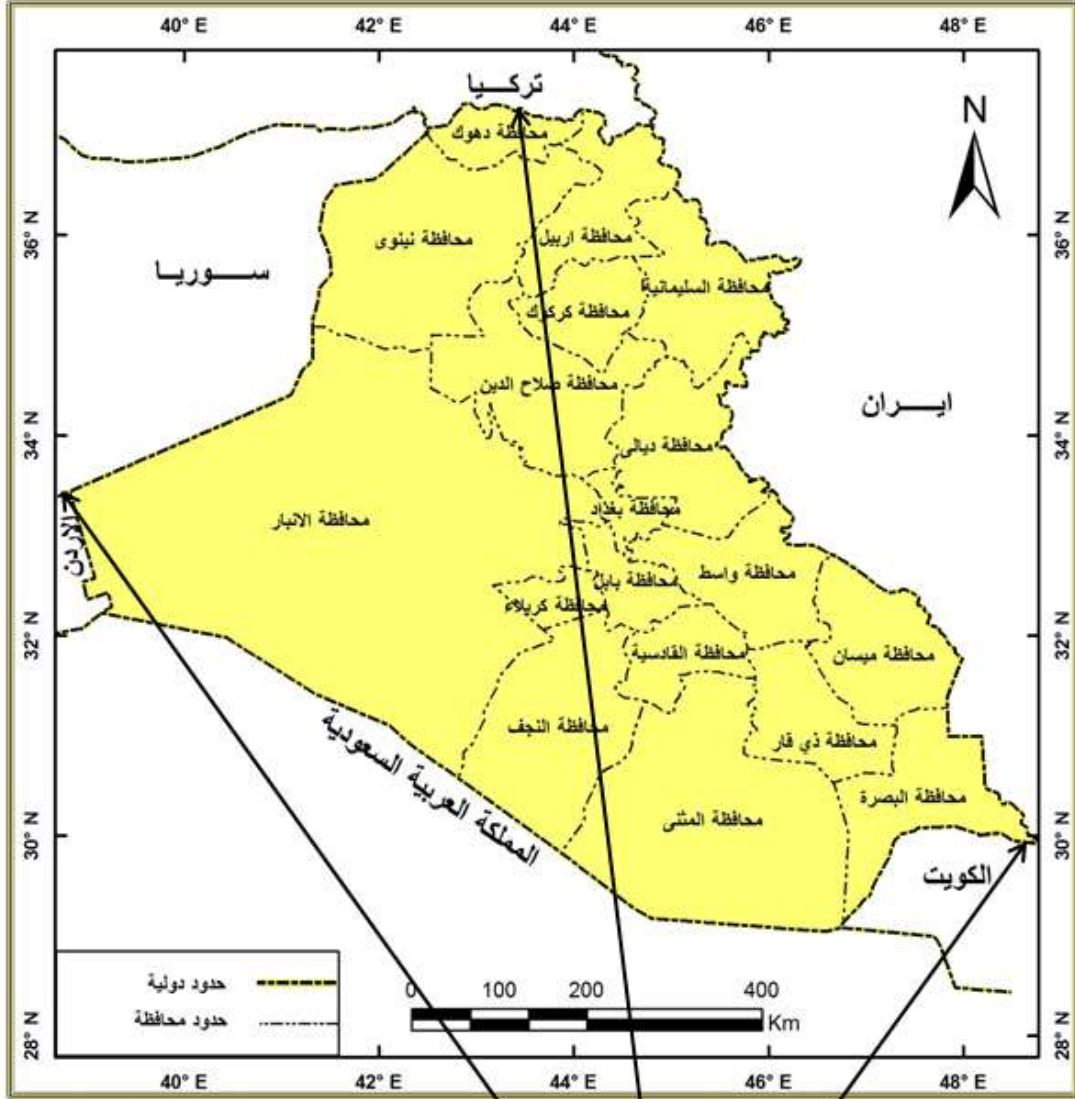 40° E
42° E
44° E
46° E
48° E
تركـــيا
N
محافظة دهوك
36° N
36° N
محافظة نينوى
محافظة اربيل
ســـــوريـــا
محافظة السليمانية
محافظة كركوك
محافظة صلاح الدين
ايـــران
34° N
34° N
محافظة ديالى
محافظة بغداد
محافظة الانبار
الاردن
محافظة واسط
محافظة بابل
محافظة كربلاء
32° N
32° N
محافظة القادسية
محافظة ميسان
محافظة النجف
محافظة ذي قار
المملكة العربية السعودية
محافظة البصرة
محافظة المثنى
30° N
30° N
الكويت
حدود دولية
حدود محافظة
0
100
200
400
Km
28° N
28° N
40° E
42° E
44° E
46° E
48° E